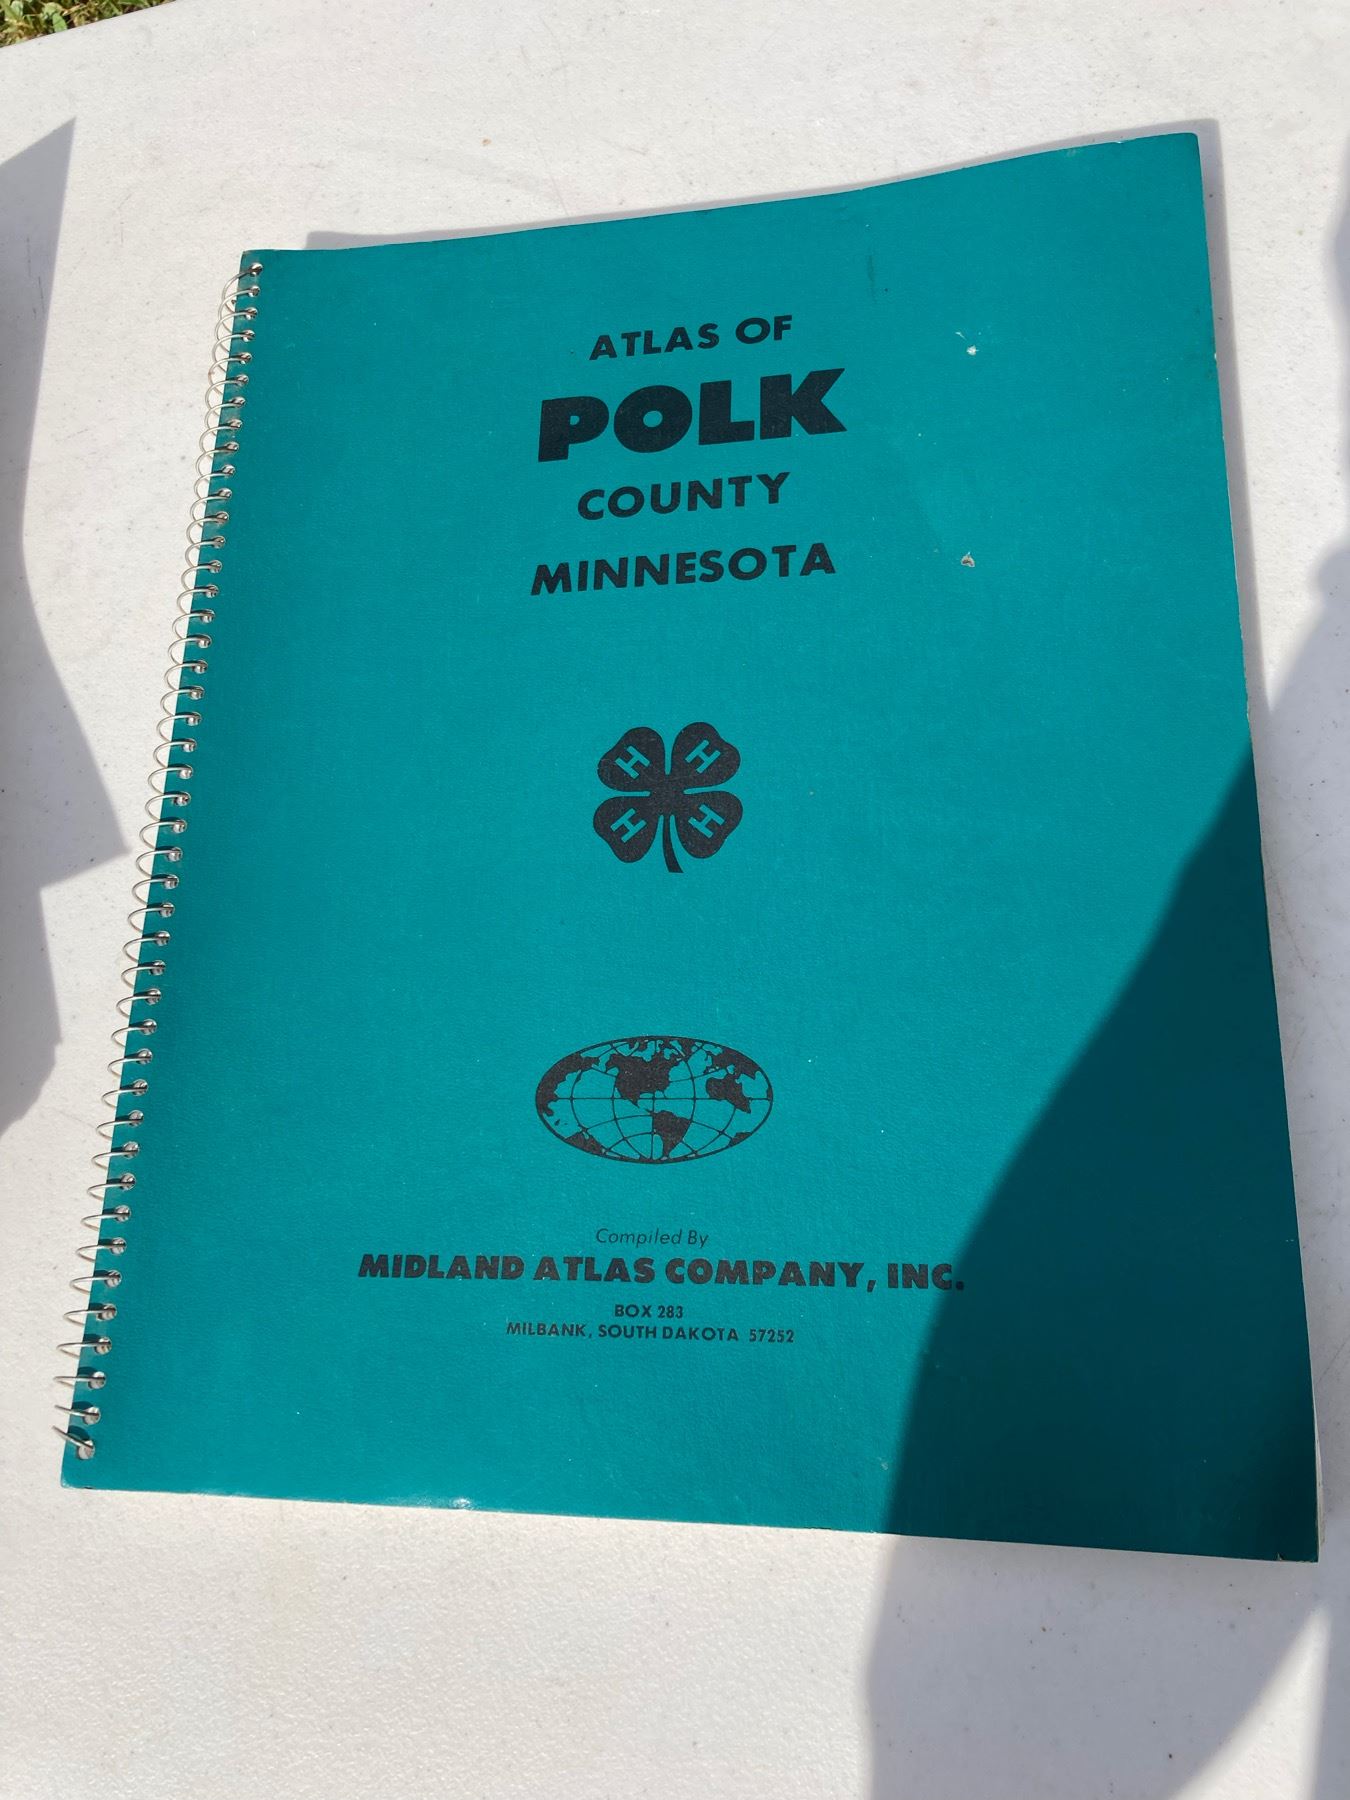 ATLAS OF
POLK
COUNTY
MINNESOTA
H H
H H
Compiled By
MIDLAND ATLAS COMPANY, INC.
BOX 283
MILBANK, SOUTH DAKOTA 57252